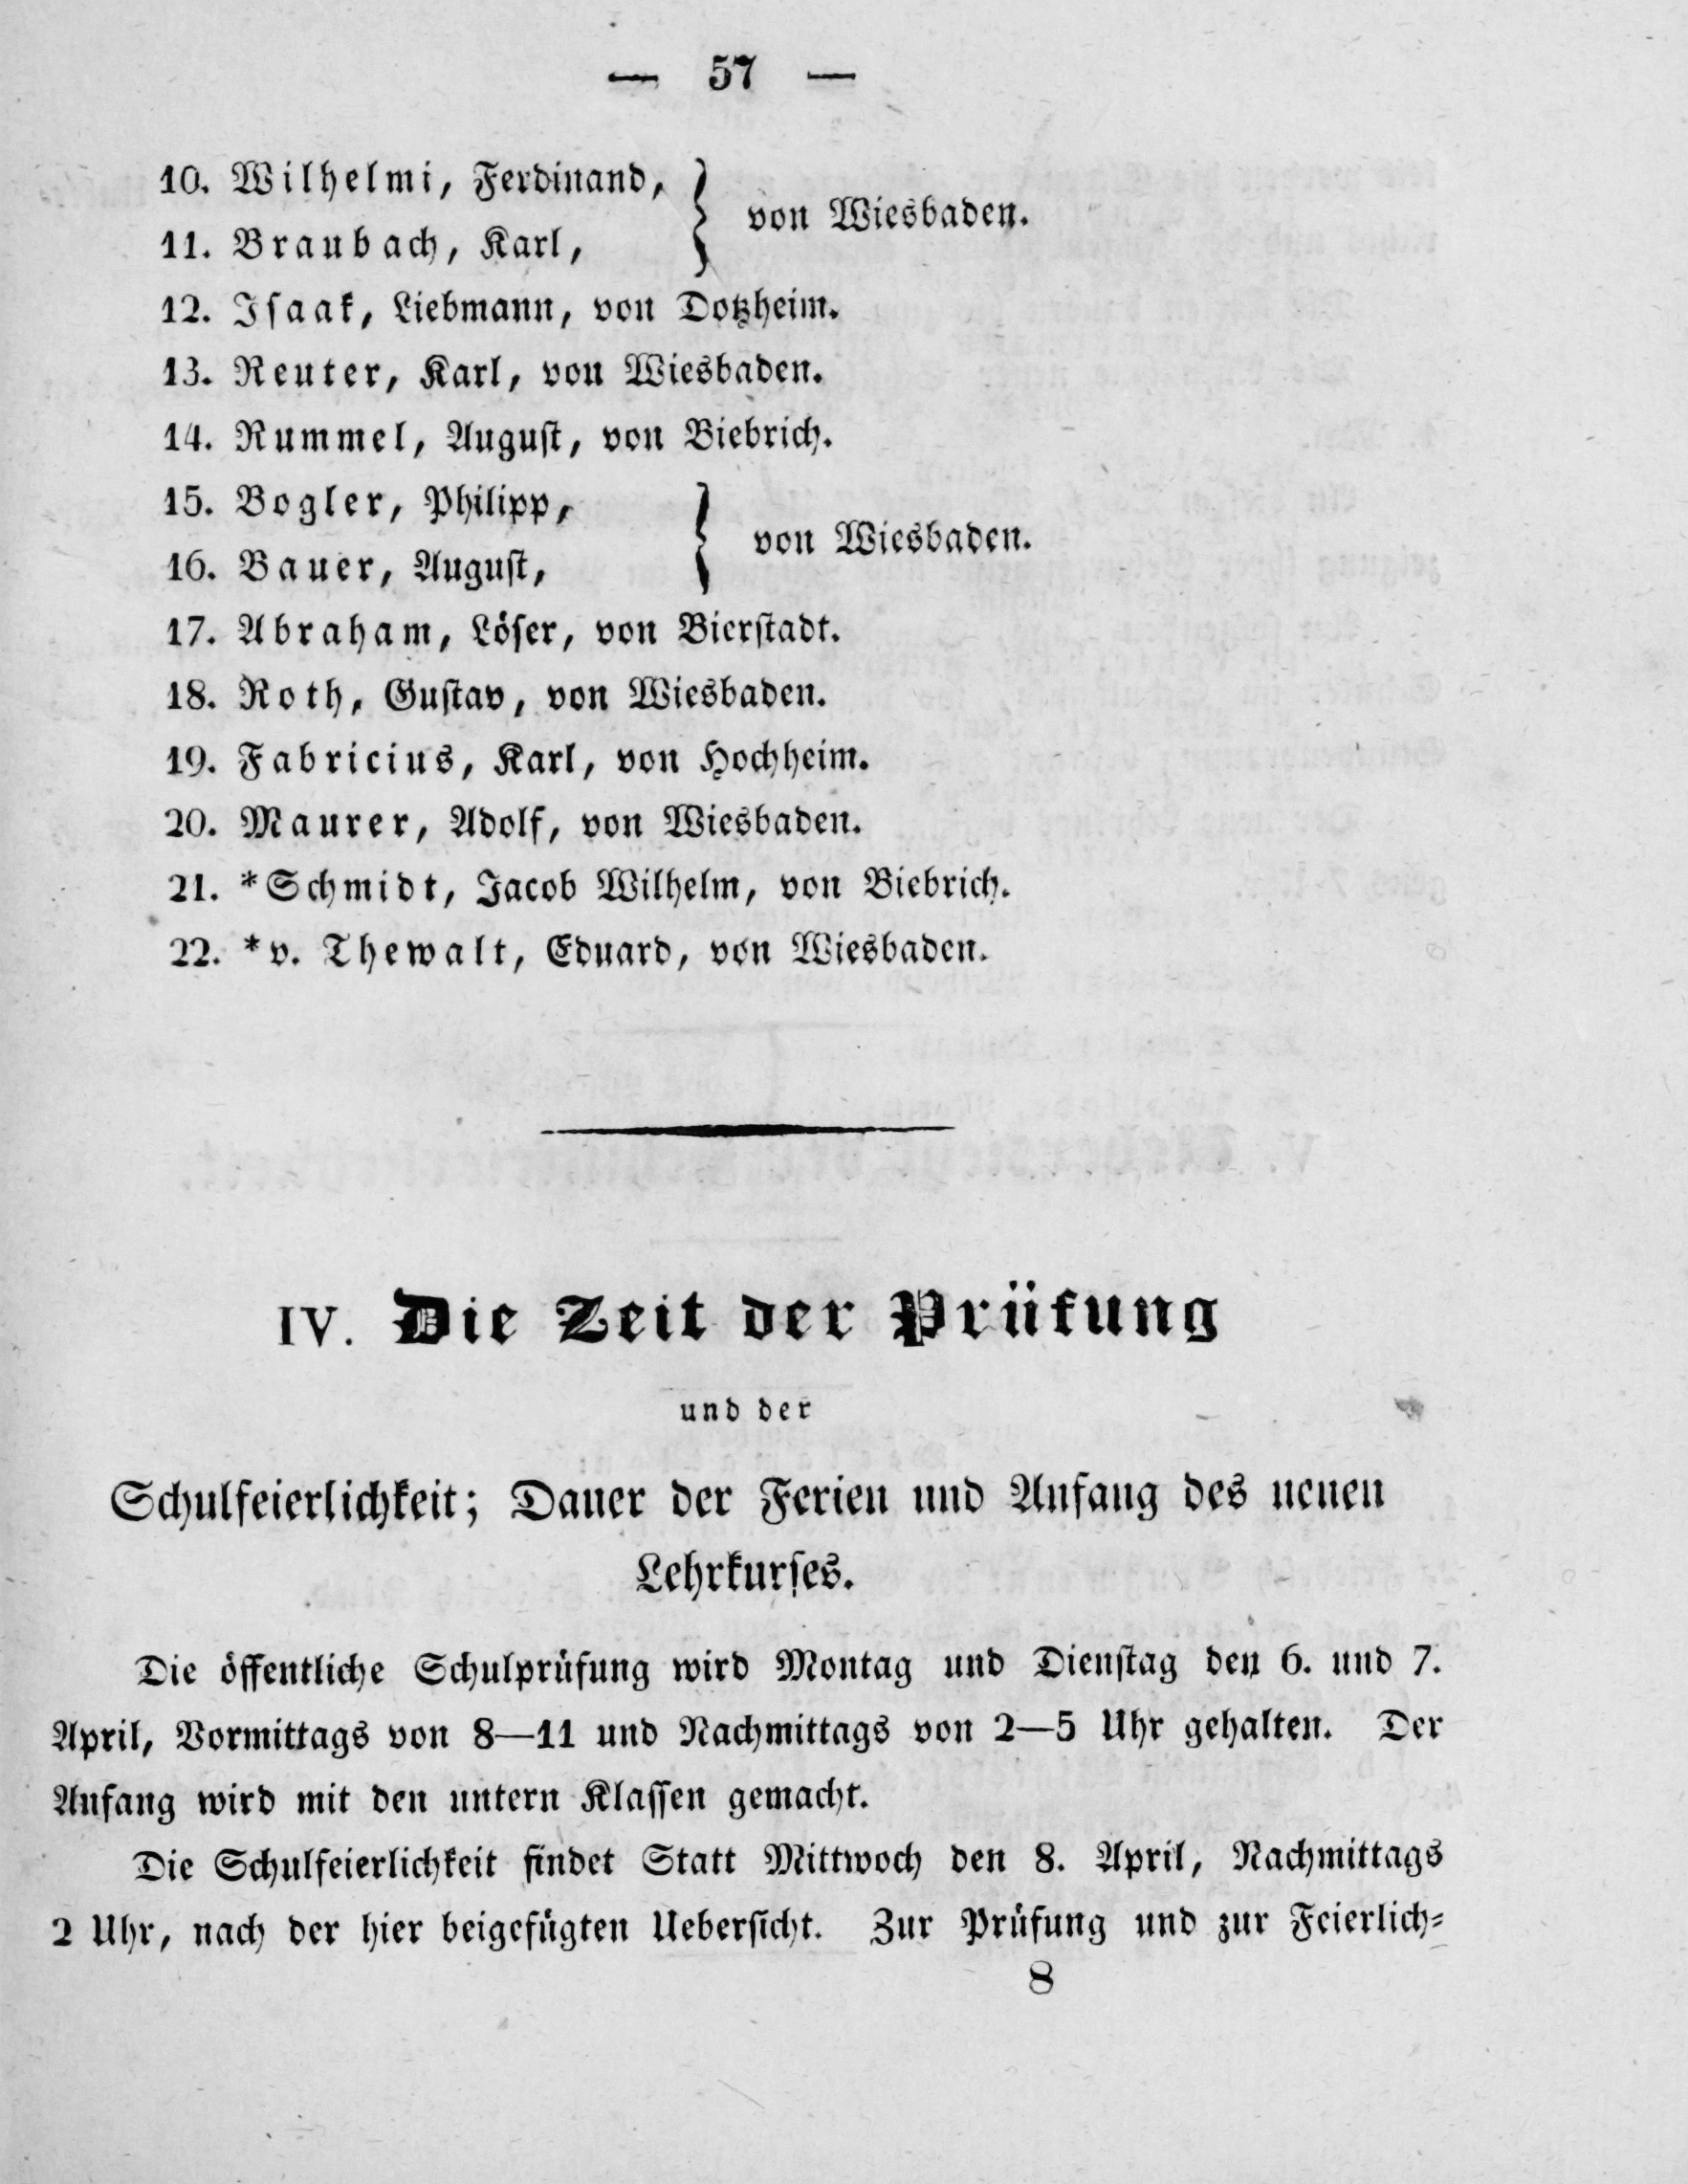 — 57 —
10. Wilhelmi, Ferdinand,
11. Braubach, Karl,
} von Wiesbaden.
12. Isaak, Liebmann, von Dotzheim.
13. Reuter, Karl, von Wiesbaden.
14. Rummel, August, von Biebrich.
15. Bogler, Philipp,
16. Bauer, August,
} von Wiesbaden.
17. Abraham, Löser, von Bierstadt.
18. Roth, Gustav, von Wiesbaden.
19. Fabricius, Karl, von Hochheim.
20. Maurer, Adolf, von Wiesbaden.
21. *Schmidt, Jacob Wilhelm, von Biebrich.
22. *v. Thewalt, Eduard, von Wiesbaden.
IV. Die Zeit der Prüfung
und der
Schulfeierlichkeit; Dauer der Ferien und Anfang des neuen
Lehrkurses.
Die öffentliche Schulprüfung wird Montag und Dienstag den 6. und 7.
April, Vormittags von 8—11 und Nachmittags von 2—5 Uhr gehalten. Der
Anfang wird mit den untern Klassen gemacht.
Die Schulfeierlichkeit findet Statt Mittwoch den 8. April, Nachmittags
2 Uhr, nach der hier beigefügten Uebersicht. Zur Prüfung und zur Feierlich-
8